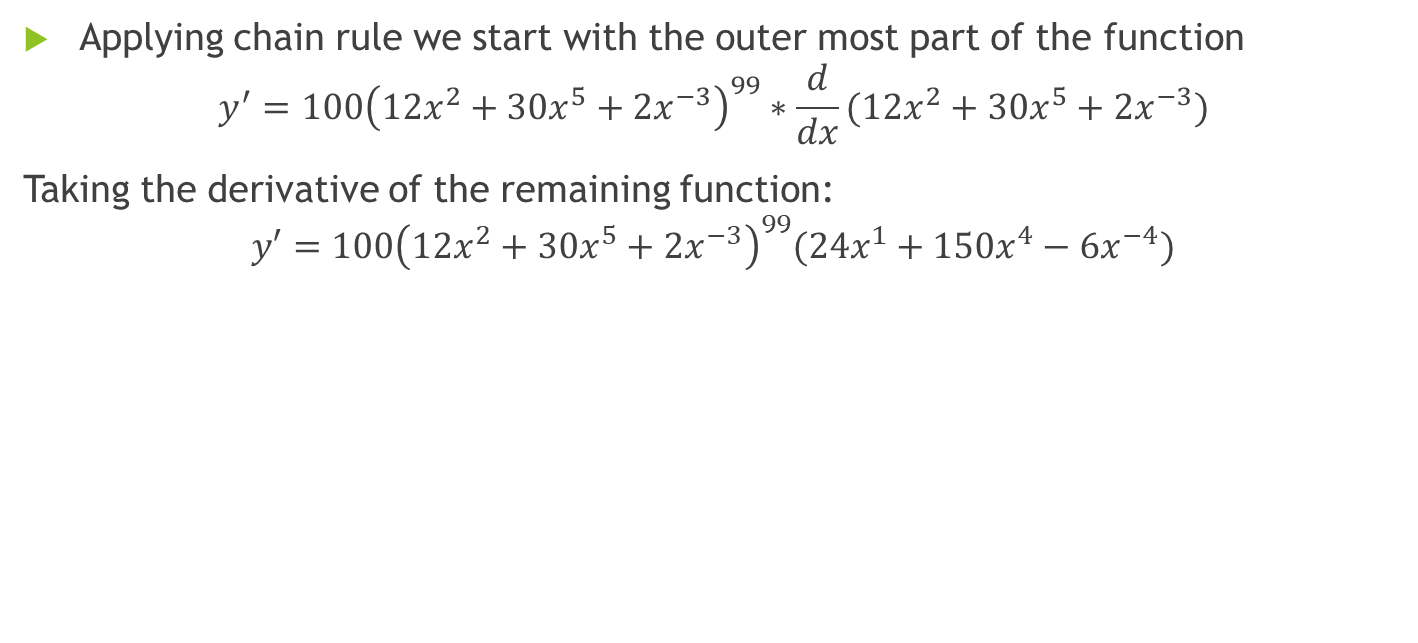 Applying chain rule we start with the outer most part of the function
y′ = 100(12x² + 30x⁵ + 2x⁻³)⁹⁹ * d/dx (12x² + 30x⁵ + 2x⁻³)
Taking the derivative of the remaining function:
y′ = 100(12x² + 30x⁵ + 2x⁻³)⁹⁹(24x¹ + 150x⁴ − 6x⁻⁴)